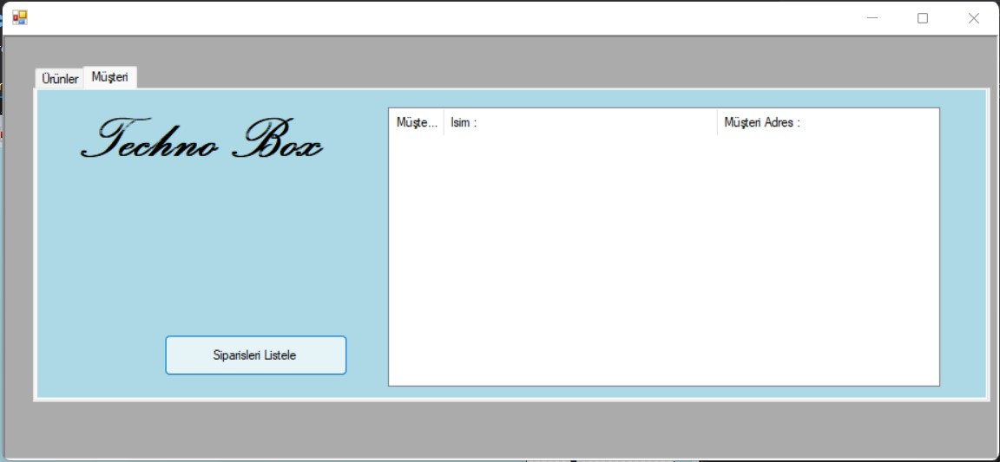 Ürünler
Müşteri
Techno Box
Müşte... Isim : Müşteri Adres :
Siparisleri Listele